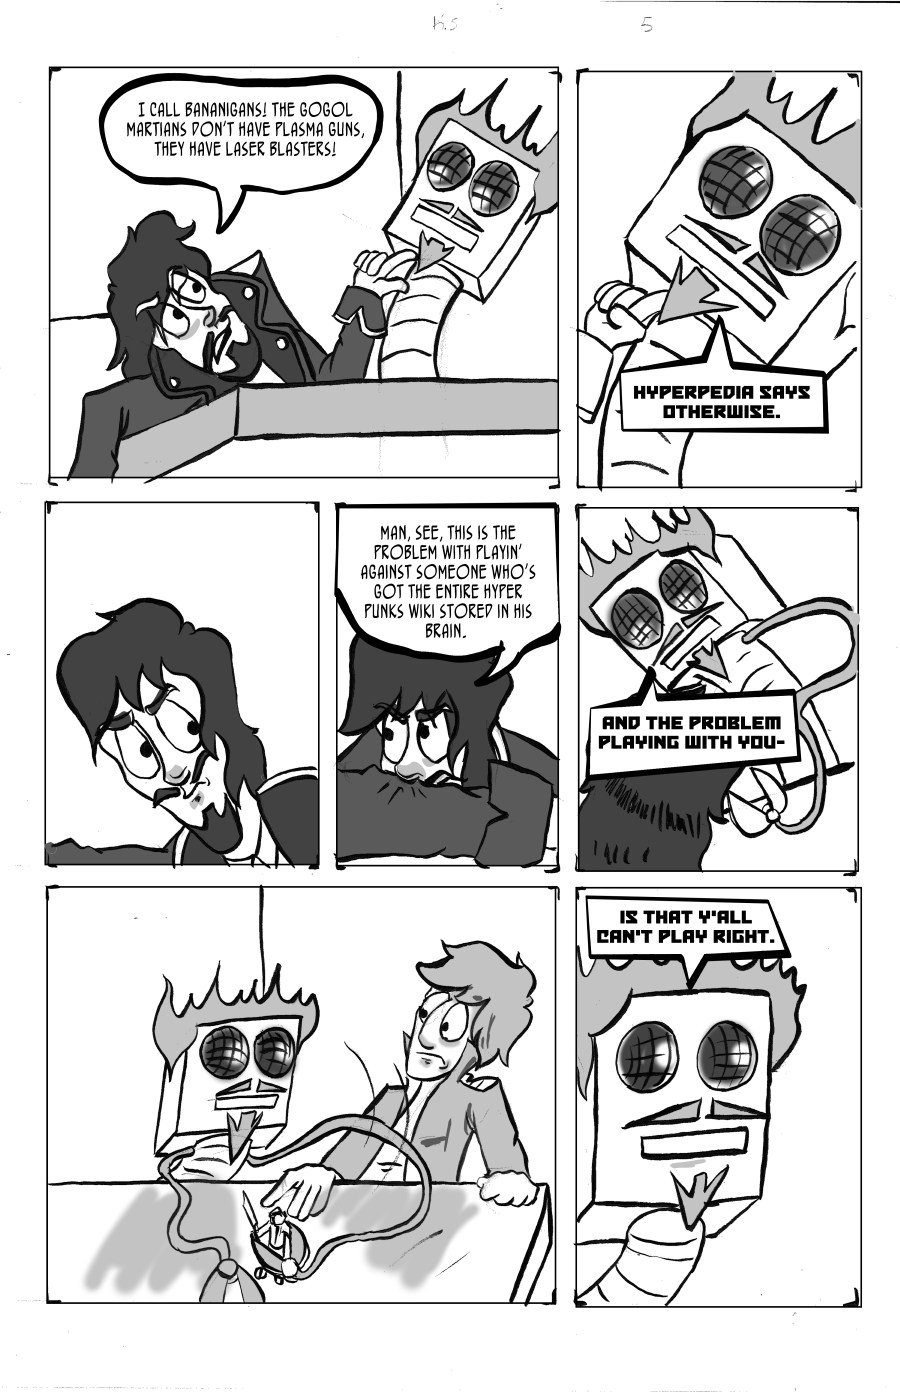 K.S
5
I CALL BANANIGANS! THE GOGOL
MARTIANS DON'T HAVE PLASMA GUNS,
THEY HAVE LASER BLASTERS!
HYPERPEDIA SAYS
OTHERWISE.
MAN, SEE, THIS IS THE
PROBLEM WITH PLAYIN'
AGAINST SOMEONE WHO'S
GOT THE ENTIRE HYPER
PUNKS WIKI STORED IN HIS
BRAIN.
AND THE PROBLEM
PLAYING WITH YOU-
IS THAT Y'ALL
CAN'T PLAY RIGHT.